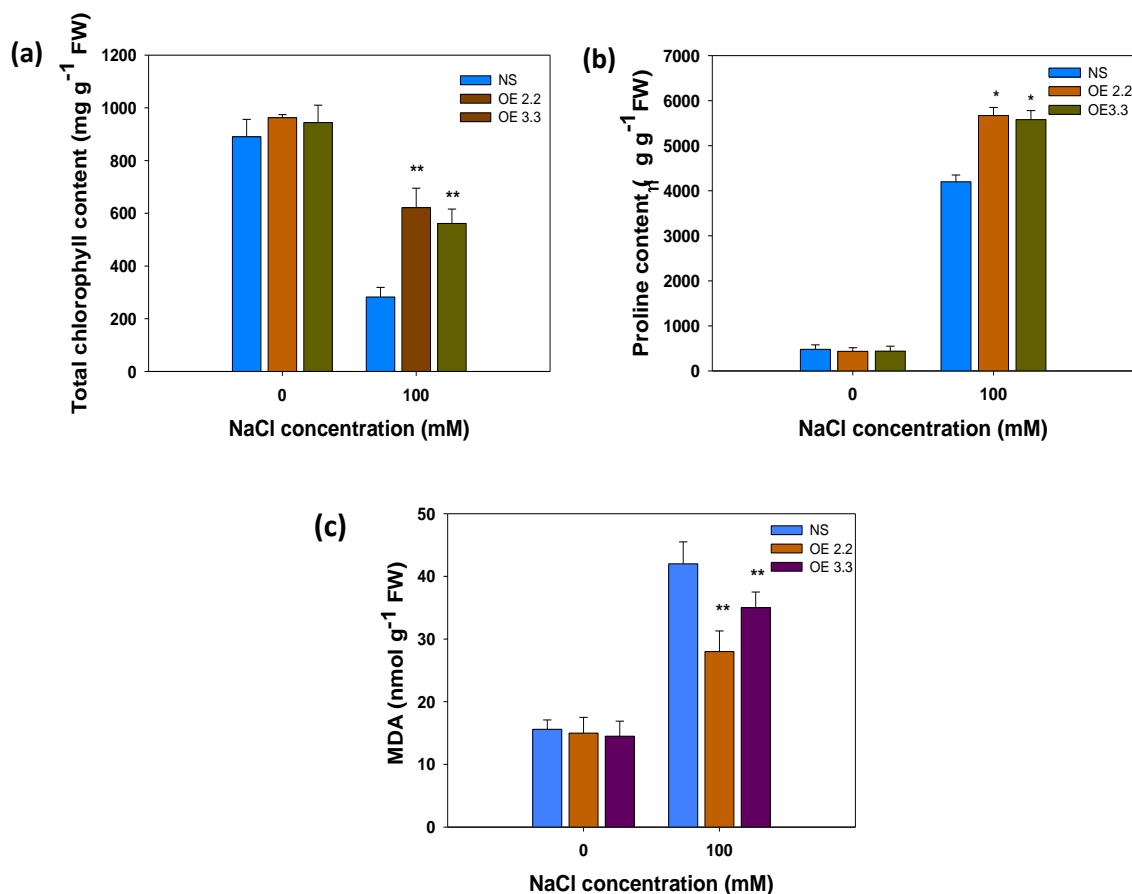 (a)
Total chlorophyll content (mg g-1 FW)
1200
1000
800
600
400
200
0
NS
OE 2.2
OE 3.3
**
**
0
100
NaCl concentration (mM)
(b)
Proline content ( g g-1 FW)
7000
6000
5000
4000
3000
2000
1000
0
NS
OE 2.2
OE3.3
*
*
0
100
NaCl concentration (mM)
(c)
MDA (nmol g-1 FW)
50
40
30
20
10
0
NS
OE 2.2
OE 3.3
**
**
0
100
NaCl concentration (mM)